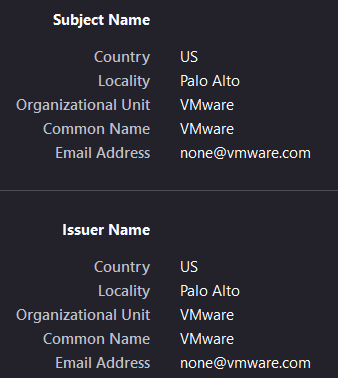 Subject Name
Country US
Locality Palo Alto
Organizational Unit VMware
Common Name VMware
Email Address none@vmware.com
Issuer Name
Country US
Locality Palo Alto
Organizational Unit VMware
Common Name VMware
Email Address none@vmware.com